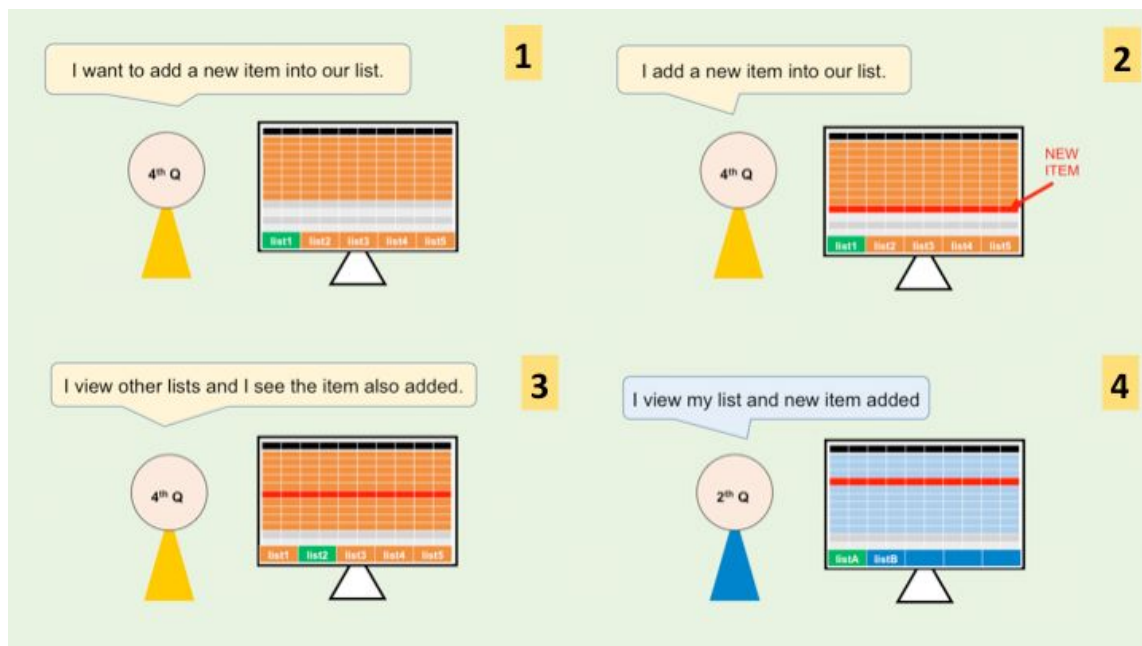 I want to add a new item into our list.
1
4th Q
list1 list2 list3 list4 list5
I add a new item into our list.
2
4th Q
NEW
ITEM
list1 list2 list3 list4 list5
I view other lists and I see the item also added.
3
4th Q
list1 list2 list3 list4 list5
I view my list and new item added
4
2th Q
listA listB